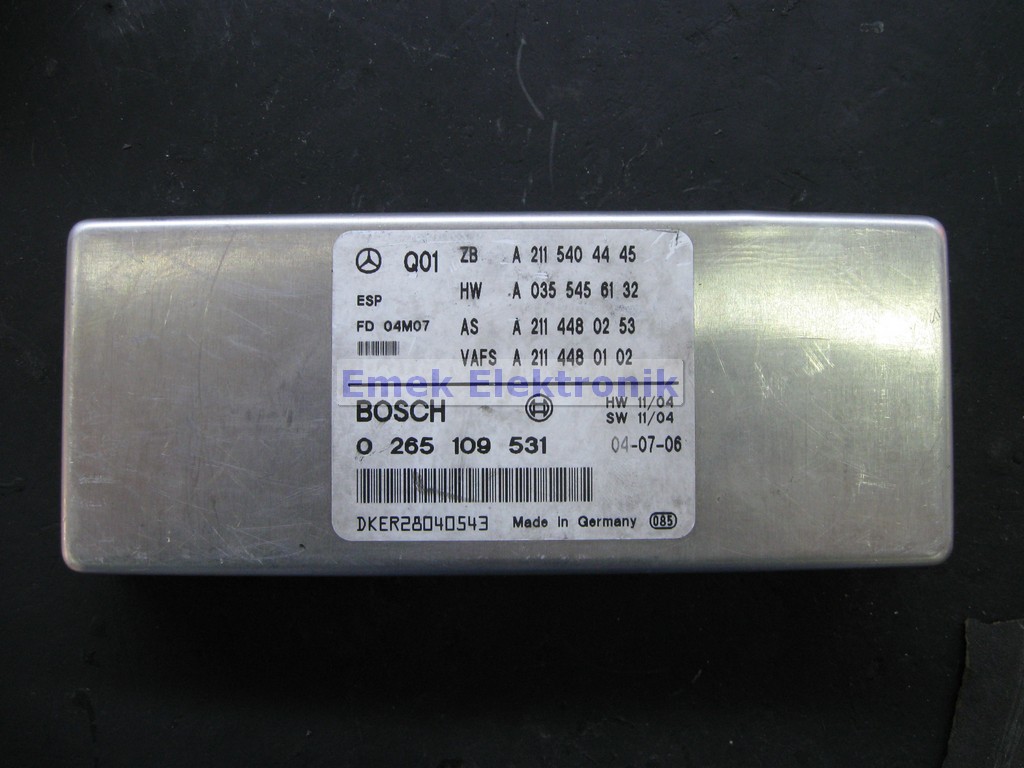 Q01 ZB A 211 540 44 45
ESP HW A 035 545 61 32
FD 04M07 AS A 211 448 02 53
VAFS A 211 448 01 02
Emek Elektronik
BOSCH HW 11/04
SW 11/04
0 265 109 531 04-07-06
DKER28040543 Made in Germany 085